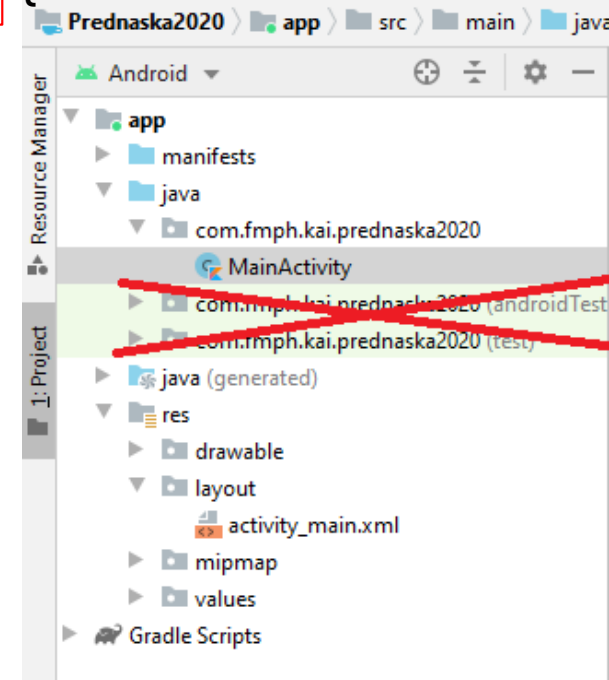 Prednaska2020 〉 app 〉 src 〉 main 〉 java
Android
Resource Manager
1: Project
app
manifests
java
com.fmph.kai.prednaska2020
MainActivity
com.fmph.kai.prednaska2020 (androidTest
com.fmph.kai.prednaska2020 (test)
java (generated)
res
drawable
layout
activity_main.xml
mipmap
values
Gradle Scripts